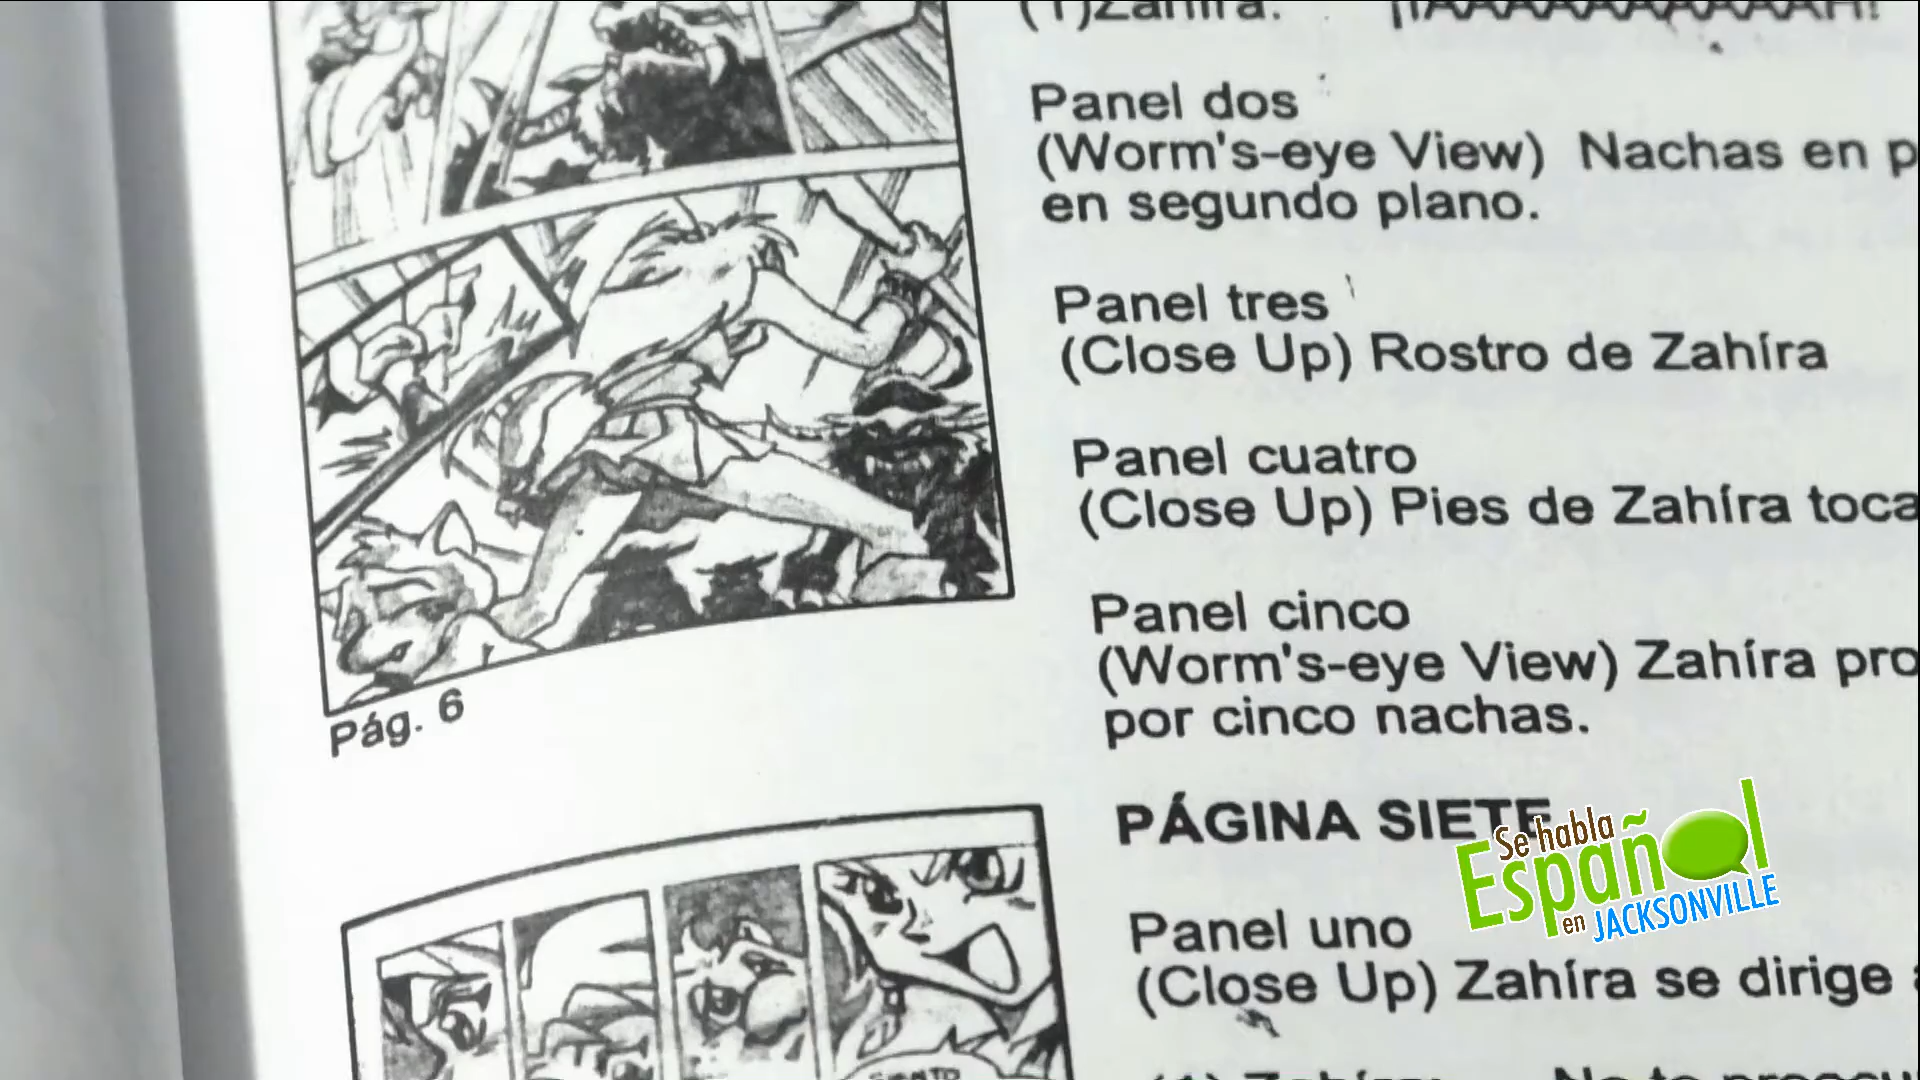 (1)Zahíra:
Panel dos
(Worm's-eye View) Nachas en
en segundo plano.
Panel tres
(Close Up) Rostro de Zahíra
Panel cuatro
(Close Up) Pies de Zahíra
Panel cinco
(Worm's-eye View) Zahíra
por cinco nachas.
Pág. 6
PÁGINA SIETE
Panel uno
(Close Up) Zahíra se dirige
Se habla
Español
en JACKSONVILLE